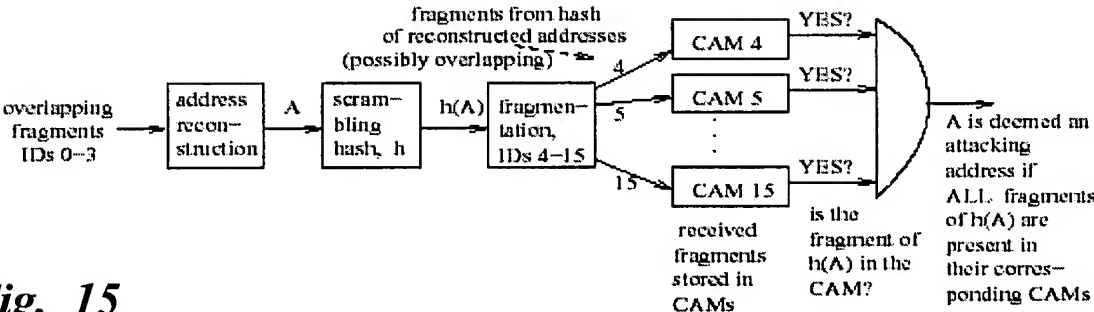 fragments from hash
of reconstructed addresses
(possibly overlapping)
overlapping
fragments
IDs 0–3
address
recon–
struction
A
scram–
bling
hash, h
h(A)
fragmen–
tation,
IDs 4–15
4
5
15
CAM 4
CAM 5
CAM 15
YES?
YES?
YES?
received
fragments
stored in
CAMs
is the
fragment of
h(A) in the
CAM?
A is deemed an
attacking
address if
ALL fragments
of h(A) are
present in
their corres–
ponding CAMs
ig. 15